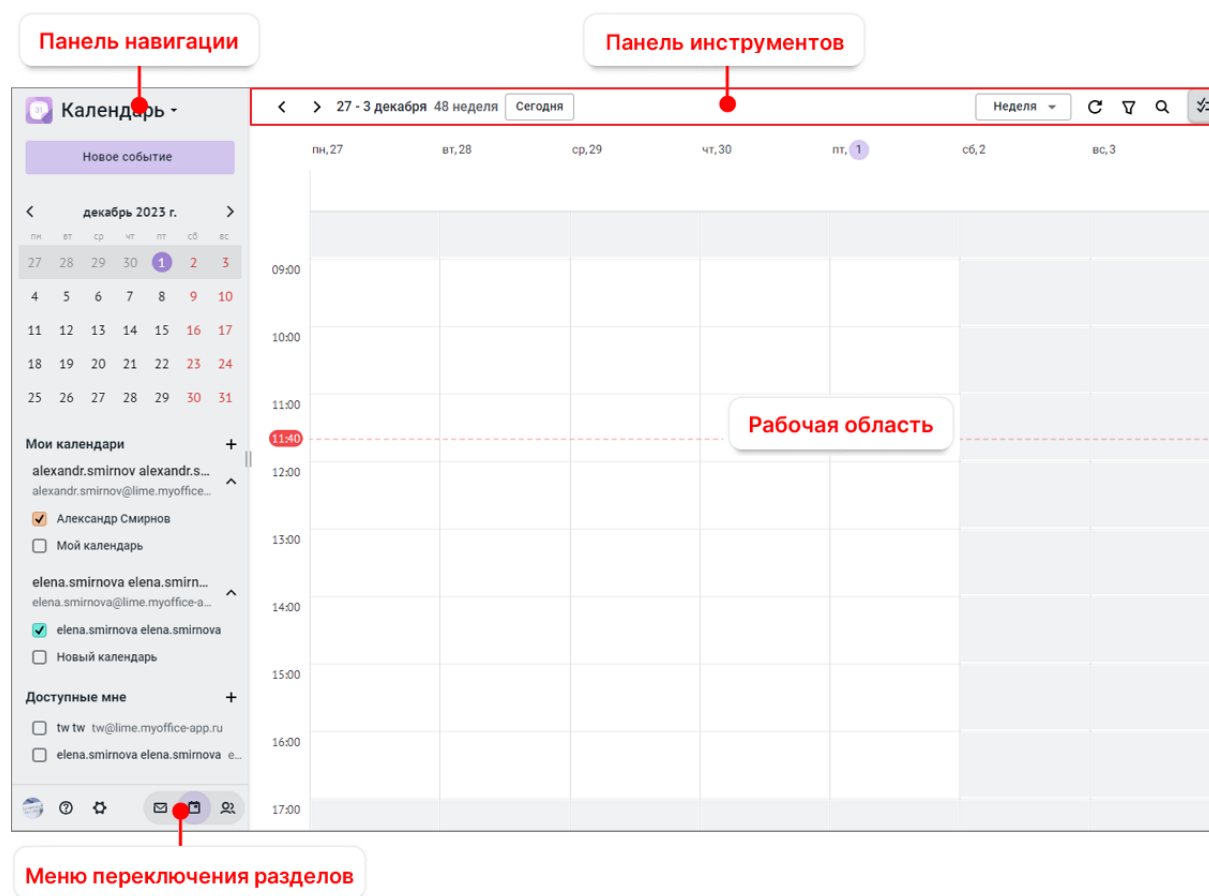 Панель навигации
Панель инструментов
31 Календарь
27 - 3 декабря 48 неделя Сегодня Неделя
Новое событие
пн, 27 вт, 28 ср, 29 чт, 30 пт, 1 сб, 2 вс, 3
декабрь 2023 г.
пн вт ср чт пт сб вс
27 28 29 30 1 2 3
4 5 6 7 8 9 10
11 12 13 14 15 16 17
18 19 20 21 22 23 24
25 26 27 28 29 30 31
09:00
10:00
11:00
11:40
12:00
13:00
14:00
15:00
16:00
17:00
Рабочая область
Мои календари
alexandr.smirnov alexandr.s...
alexandr.smirnov@lime.myoffice...
Александр Смирнов
Мой календарь
elena.smirnova elena.smirn...
elena.smirnova@lime.myoffice-a...
elena.smirnova elena.smirnova
Новый календарь
Доступные мне
tw tw tw@lime.myoffice-app.ru
elena.smirnova elena.smirnova e...
Меню переключения разделов